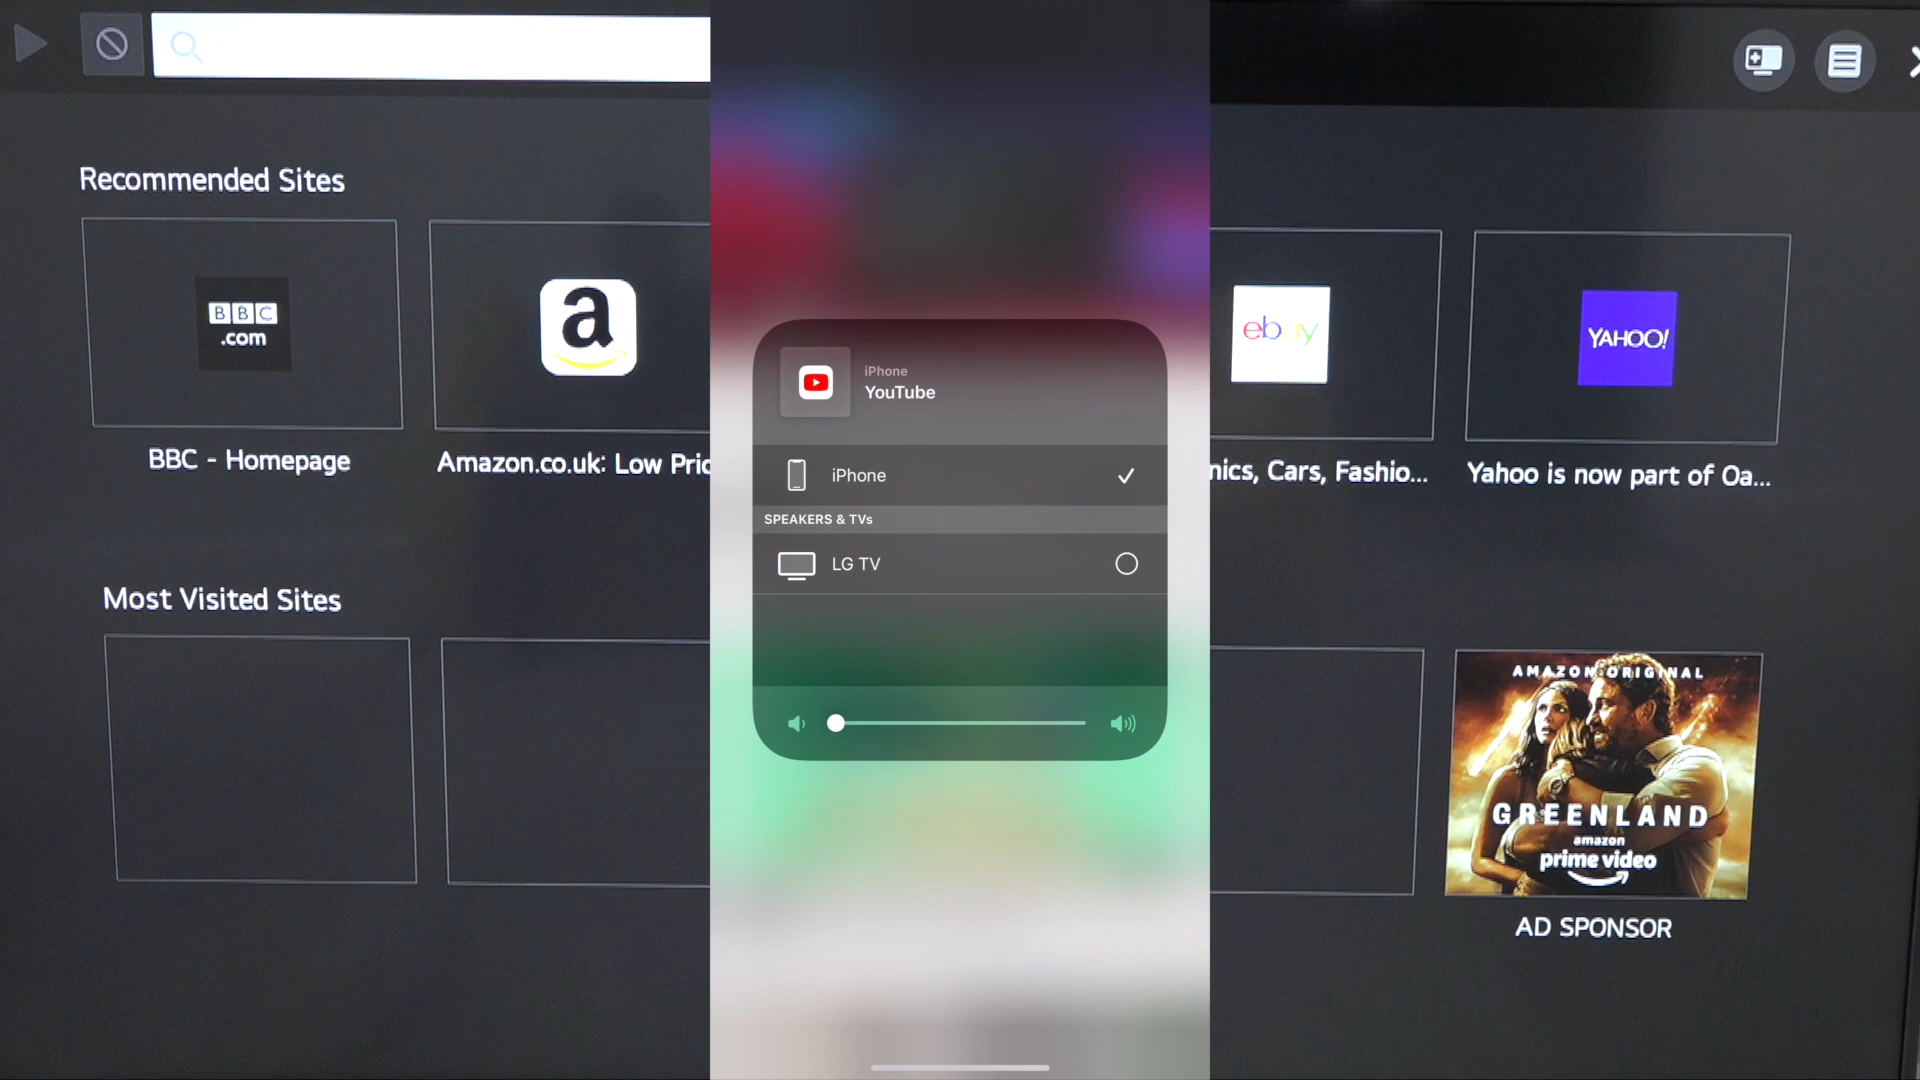 Recommended Sites
BBC
.com
a
ebay
YAHOO!
BBC - Homepage
Amazon.co.uk: Low Pric
nics, Cars, Fashio...
Yahoo is now part of Oa...
iPhone
YouTube
iPhone
SPEAKERS & TVs
LG TV
Most Visited Sites
AMAZON ORIGINAL
GREENLAND
amazon
prime video
AD SPONSOR